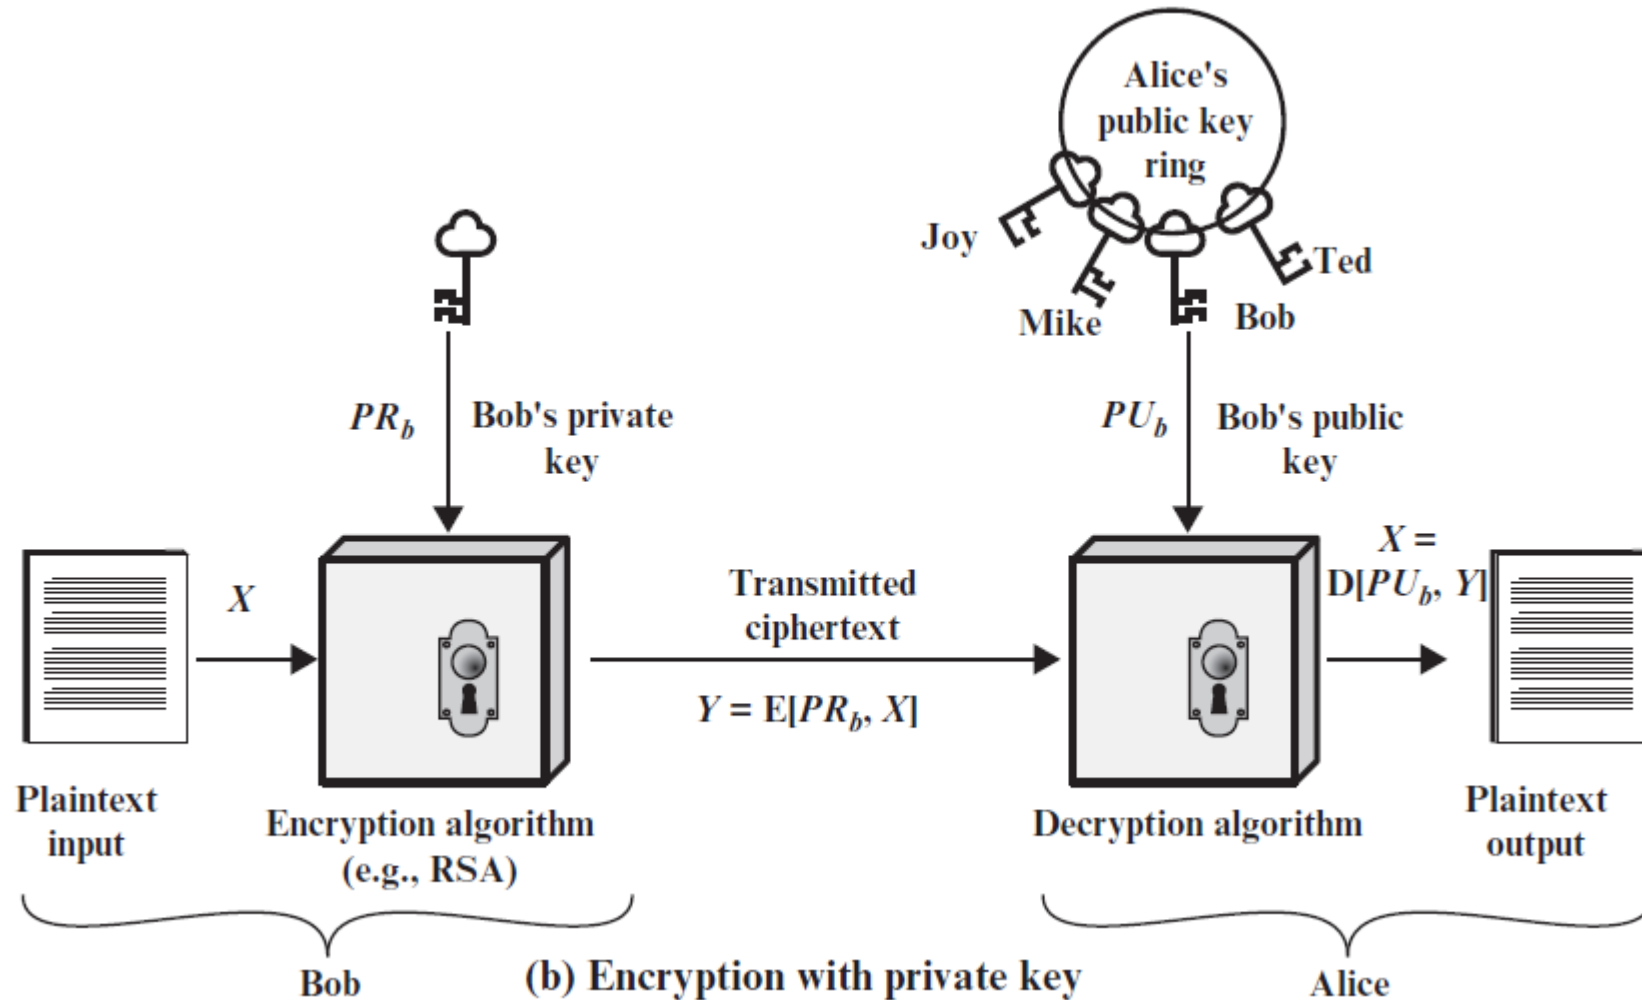 Alice's
public key
ring
Joy
Ted
Mike
Bob
PR_b
Bob's private
key
PU_b
Bob's public
key
X
Transmitted
ciphertext
X =
D[PU_b, Y]
Y = E[PR_b, X]
Plaintext
input
Encryption algorithm
(e.g., RSA)
Decryption algorithm
Plaintext
output
Bob
(b) Encryption with private key
Alice